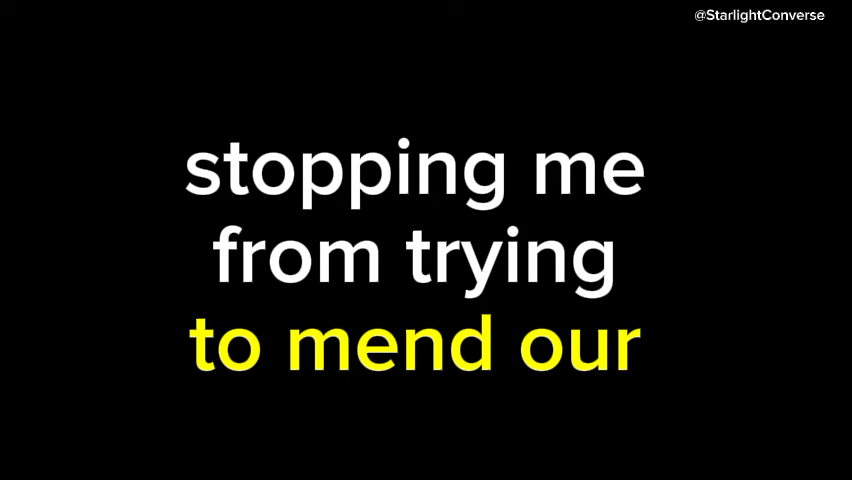 @StarlightConverse
stopping me
from trying
to mend our